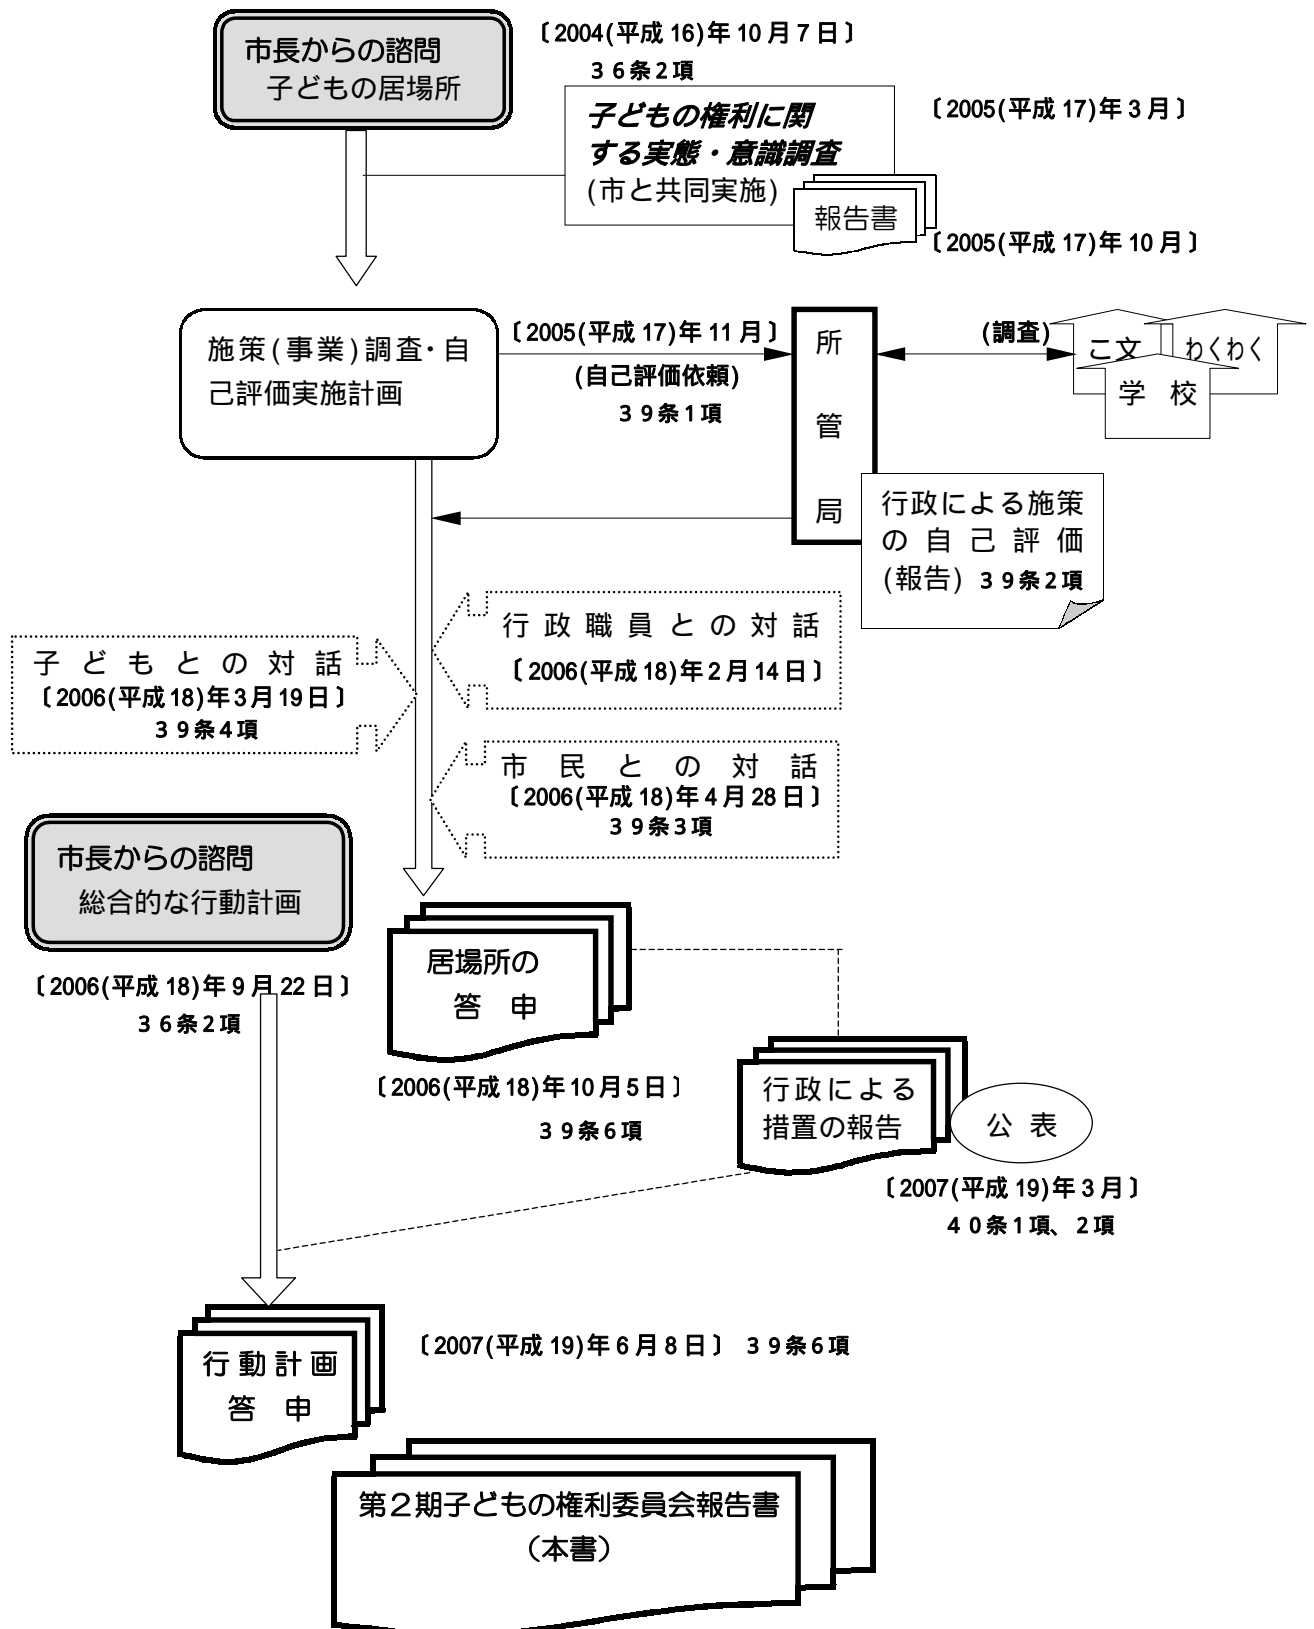 市長からの諮問
子どもの居場所
〔2004(平成16)年10月7日〕
36条2項
子どもの権利に関
する実態・意識調査
(市と共同実施)
〔2005(平成17)年3月〕
報告書
〔2005(平成17)年10月〕
施策(事業)調査・自
己評価実施計画
〔2005(平成17)年11月〕
(自己評価依頼)
39条1項
所管局
(調査)
こ文
わくわく
学校
行政による施策
の自己評価
(報告) 39条2項
行政職員との対話
〔2006(平成18)年2月14日〕
子どもとの対話
〔2006(平成18)年3月19日〕
39条4項
市民との対話
〔2006(平成18)年4月28日〕
39条3項
市長からの諮問
総合的な行動計画
〔2006(平成18)年9月22日〕
36条2項
居場所の
答申
〔2006(平成18)年10月5日〕
39条6項
行政による
措置の報告
公表
〔2007(平成19)年3月〕
40条1項、2項
行動計画
答申
〔2007(平成19)年6月8日〕 39条6項
第2期子どもの権利委員会報告書
(本書)